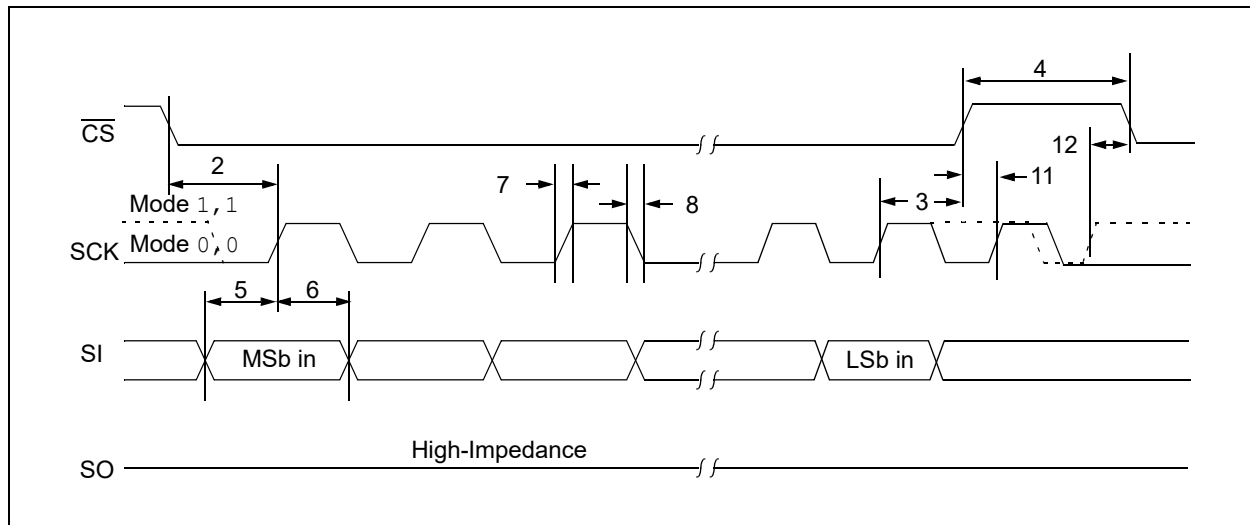 4
CS
12
2
7
11
Mode 1,1
3
8
SCK
Mode 0,0
5
6
SI
MSb in
LSb in
High-Impedance
SO